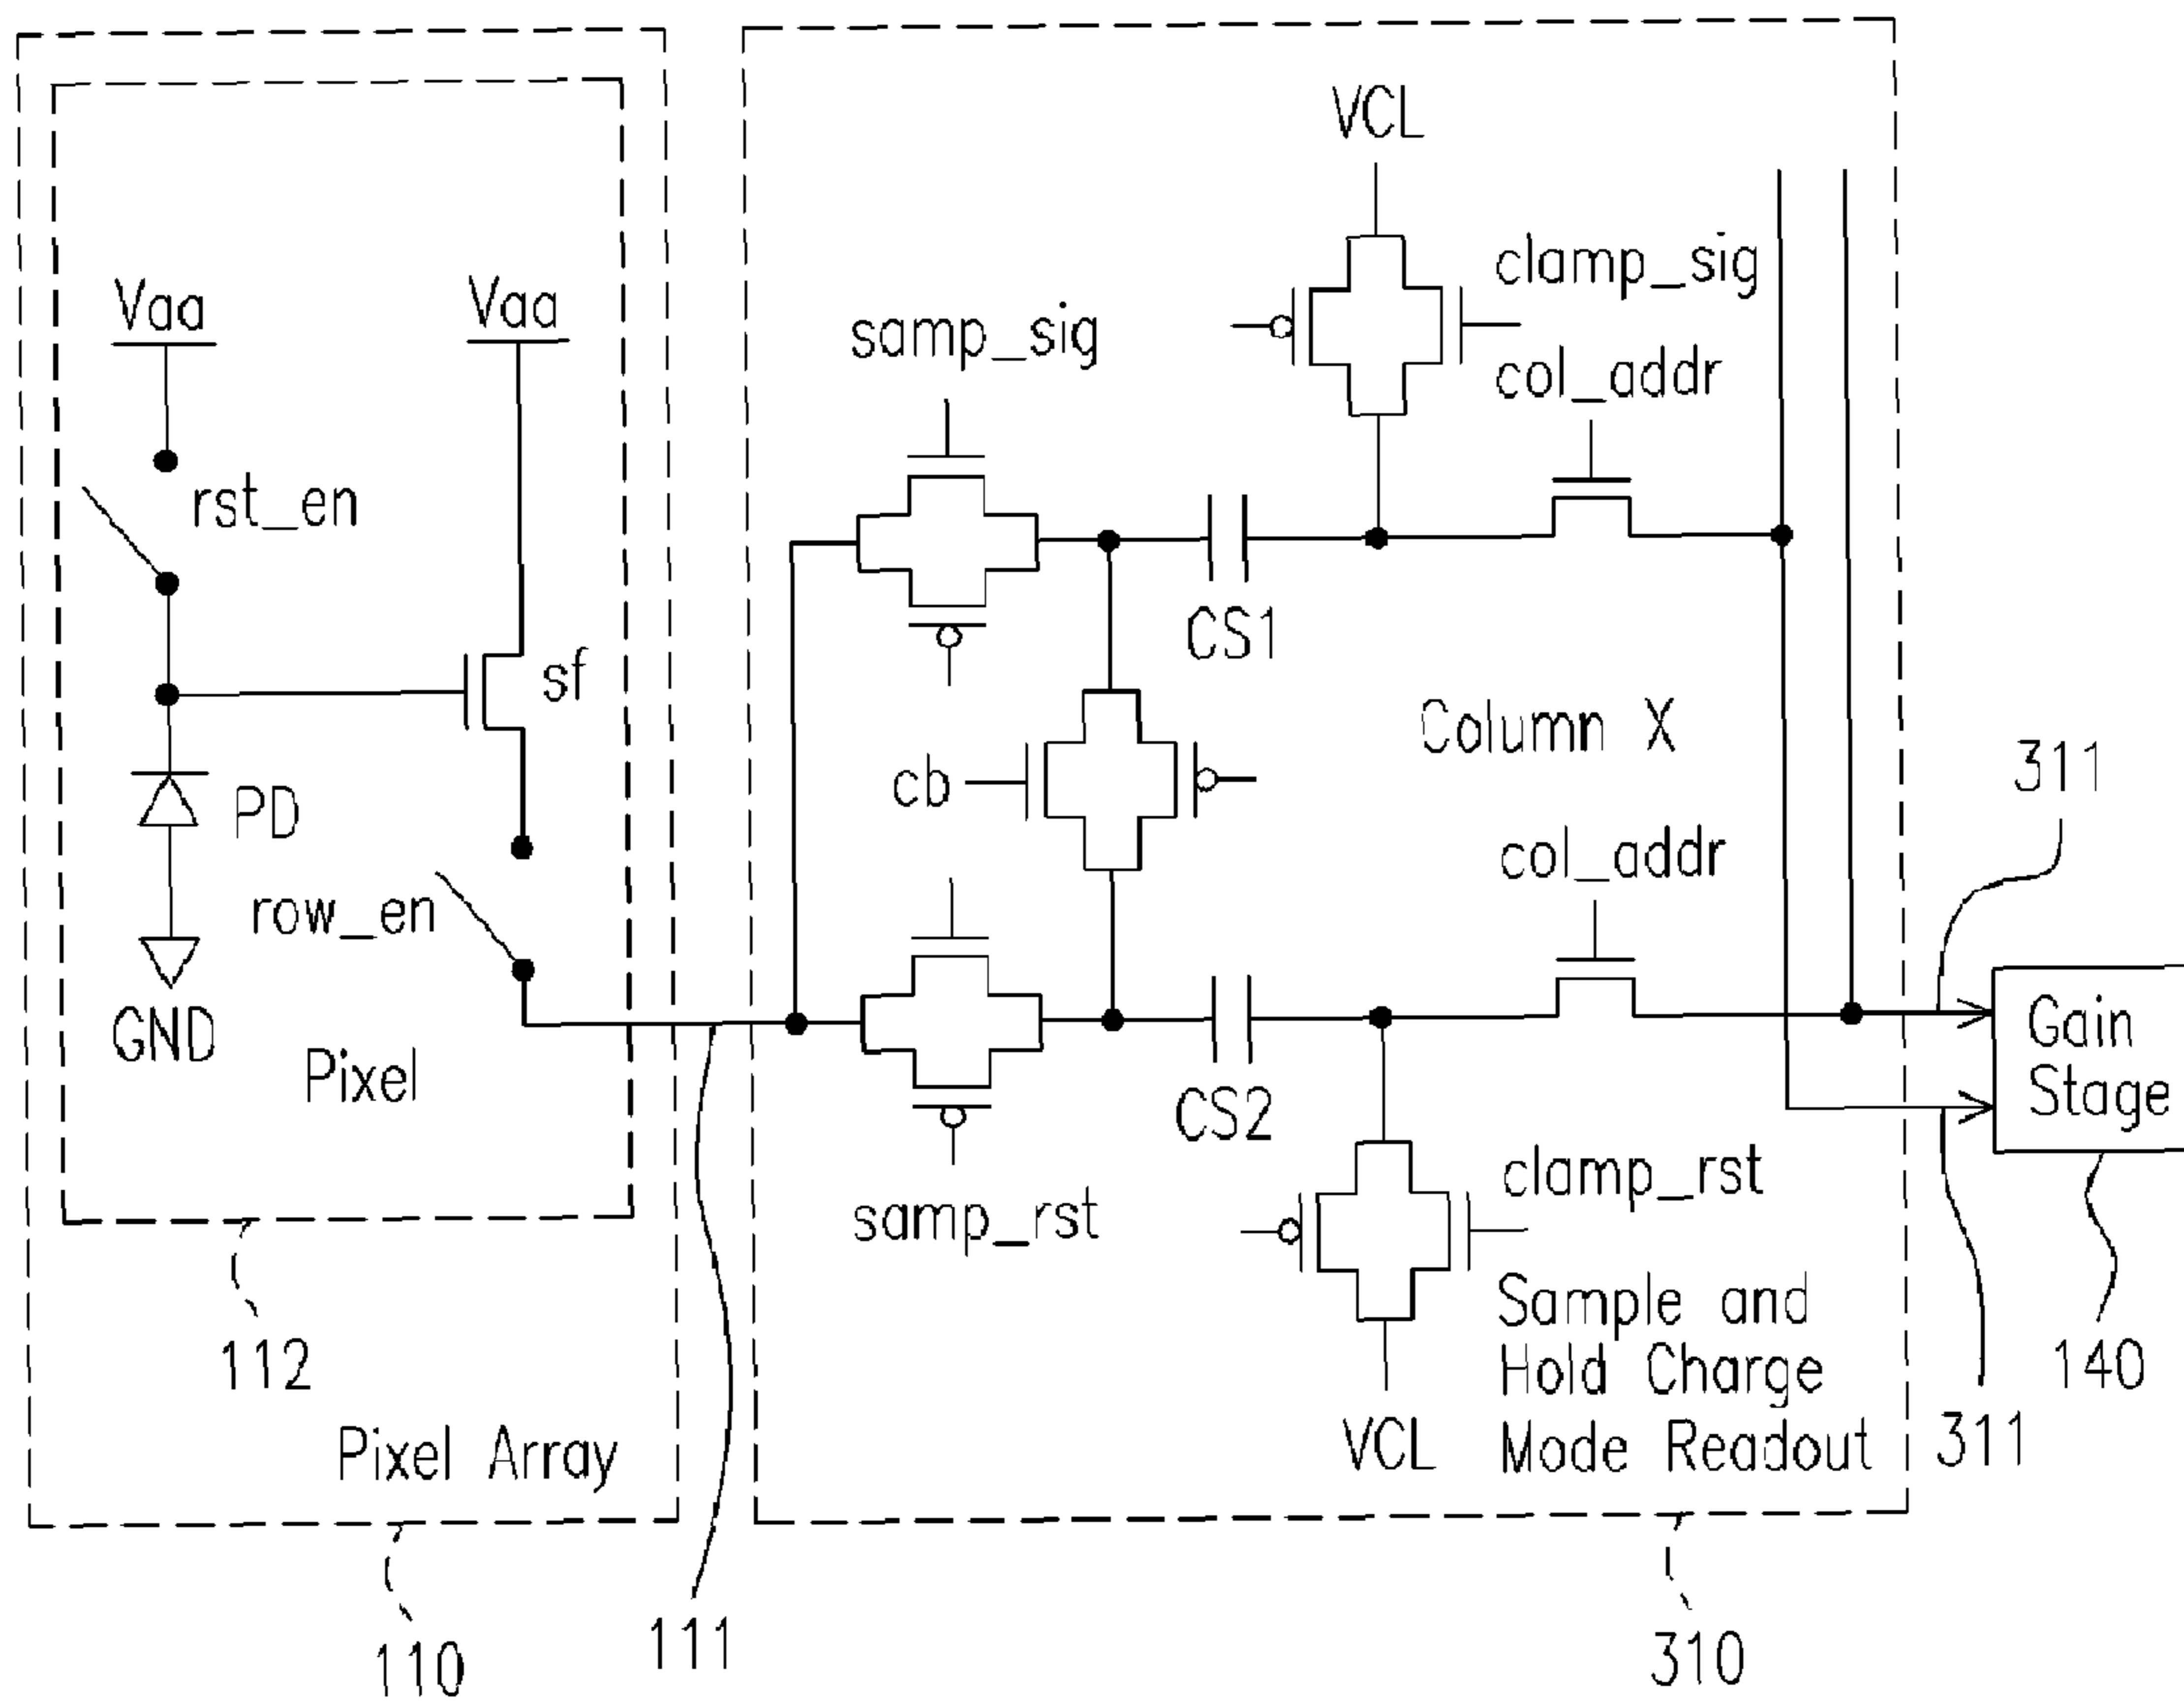 VCL
clamp_sig
Vaa
Vaa
samp_sig
col_addr
rst_en
CS1
sf
Column X
311
cb
PD
col_addr
row_en
GND
Gain
Stage
Pixel
CS2
clamp_rst
samp_rst
Sample and
Hold Charge
Mode Readout
112
140
VCL
311
Pixel Array
111
310
110